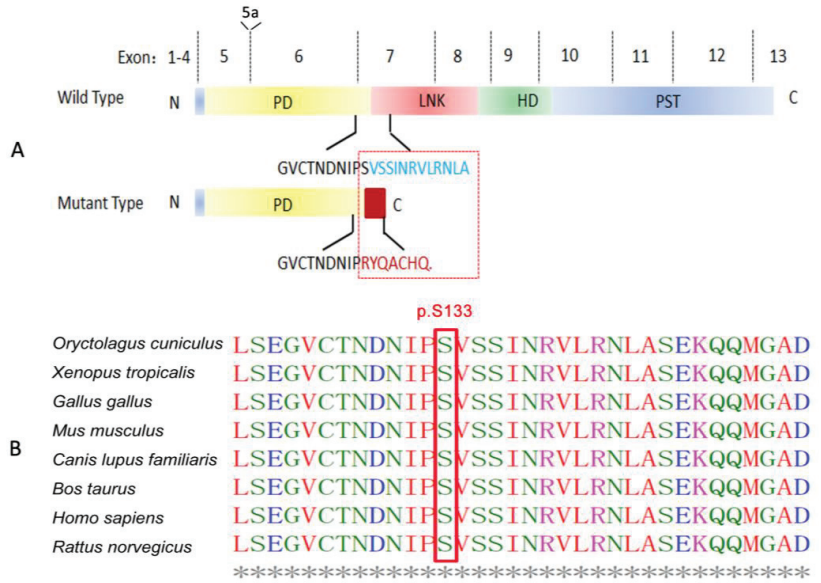 5a
Exon: 1-4 5 6 7 8 9 10 11 12 13
Wild Type N PD LNK HD PST C
A
GVCTNDNIPSVSSINRVLRNLA
Mutant Type N PD C
GVCTNDNIPRYQACHQ.
p.S133
Oryctolagus cuniculus LSEGVCTNDNIPSVSSINRVLRNLASEKQQMGAD
Xenopus tropicalis LSEGVCTNDNIPSVSSINRVLRNLASEKQQMGAD
Gallus gallus LSEGVCTNDNIPSVSSINRVLRNLASEKQQMGAD
Mus musculus LSEGVCTNDNIPSVSSINRVLRNLASEKQQMGAD
B
Canis lupus familiaris LSEGVCTNDNIPSVSSINRVLRNLASEKQQMGAD
Bos taurus LSEGVCTNDNIPSVSSINRVLRNLASEKQQMGAD
Homo sapiens LSEGVCTNDNIPSVSSINRVLRNLASEKQQMGAD
Rattus norvegicus LSEGVCTNDNIPSVSSINRVLRNLASEKQQMGAD
**********************************